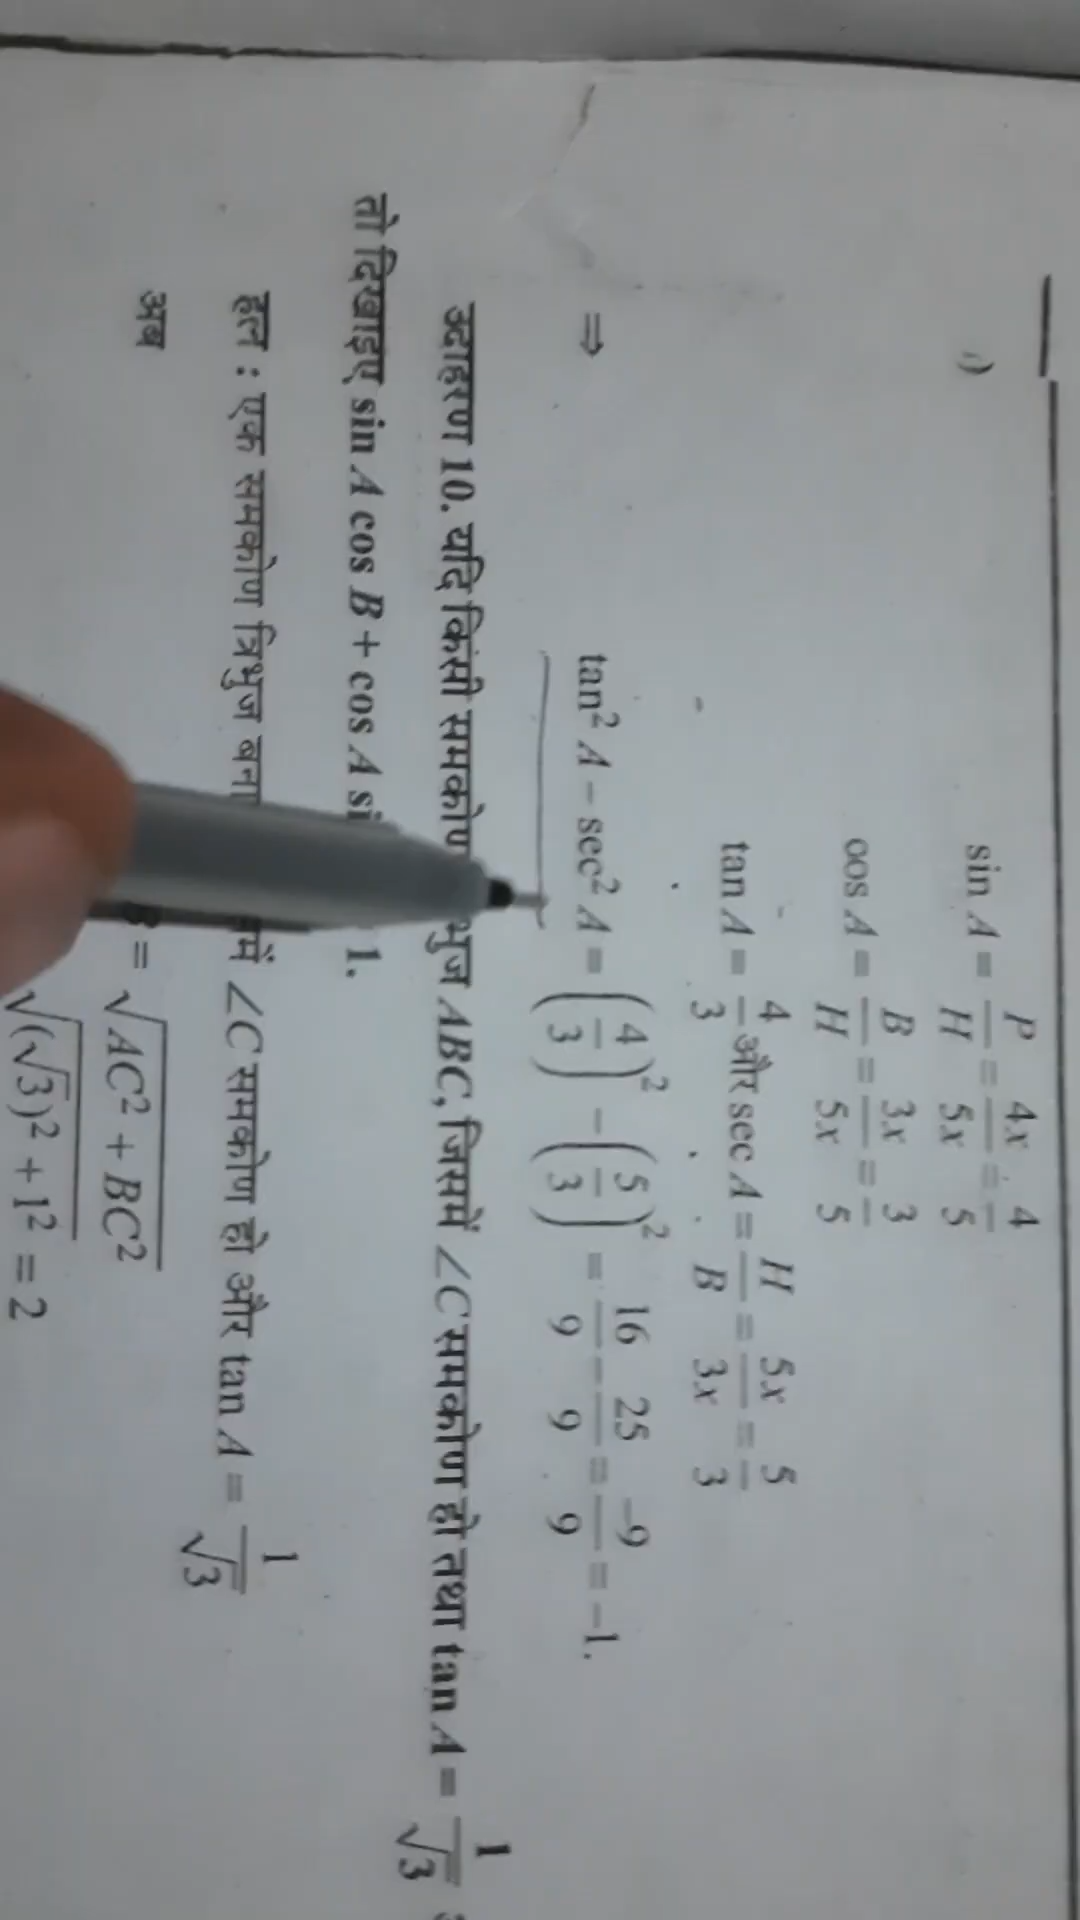 sin A = P/H = 4x/5x = 4/5
cos A = B/H = 3x/5x = 3/5
tan A = 4/3 और sec A = H/B = 5x/3x = 5/3
⇒ tan² A – sec² A = (4/3)² – (5/3)² = 16/9 – 25/9 = –9/9 = –1.
उदाहरण 10. यदि किसी समकोण भुज ABC, जिसमें ∠C समकोण हो तथा tan A = 1/√3
तो दिखाइए sin A cos B + cos A si 1.
हल : एक समकोण त्रिभुज बना में ∠C समकोण हो और tan A = 1/√3
अब = √(AC² + BC²)
√((√3)² + 1²) = 2